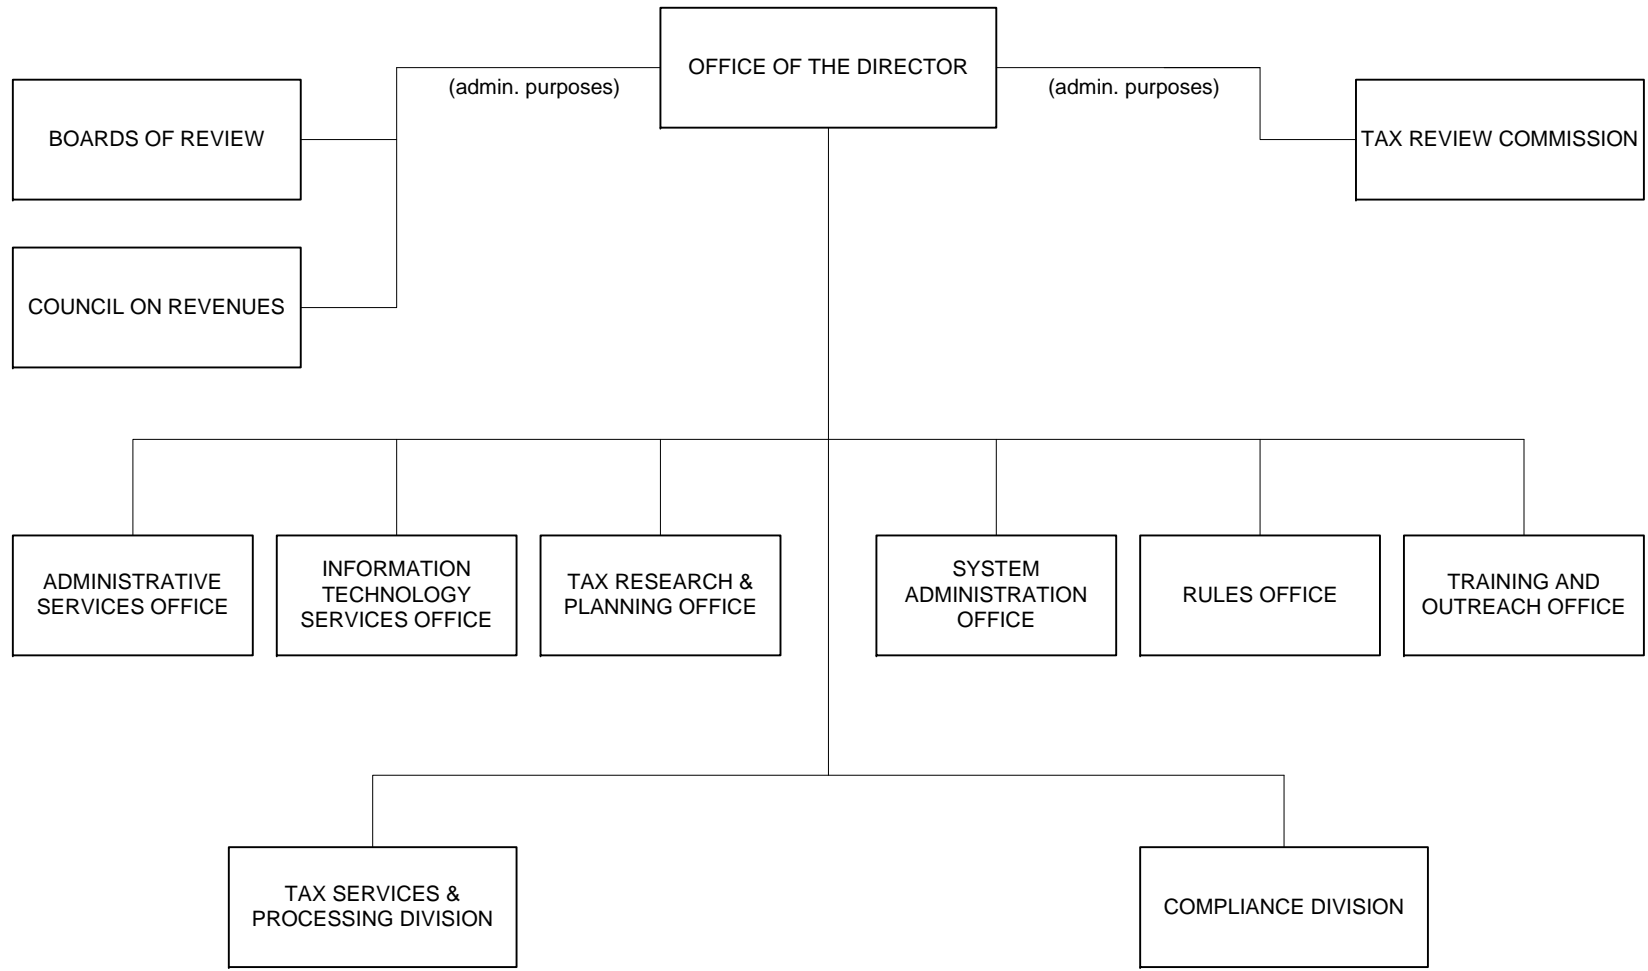 OFFICE OF THE DIRECTOR
(admin. purposes)
(admin. purposes)
BOARDS OF REVIEW
TAX REVIEW COMMISSION
COUNCIL ON REVENUES
ADMINISTRATIVE
SERVICES OFFICE
INFORMATION
TECHNOLOGY
SERVICES OFFICE
TAX RESEARCH &
PLANNING OFFICE
SYSTEM
ADMINISTRATION
OFFICE
RULES OFFICE
TRAINING AND
OUTREACH OFFICE
TAX SERVICES &
PROCESSING DIVISION
COMPLIANCE DIVISION